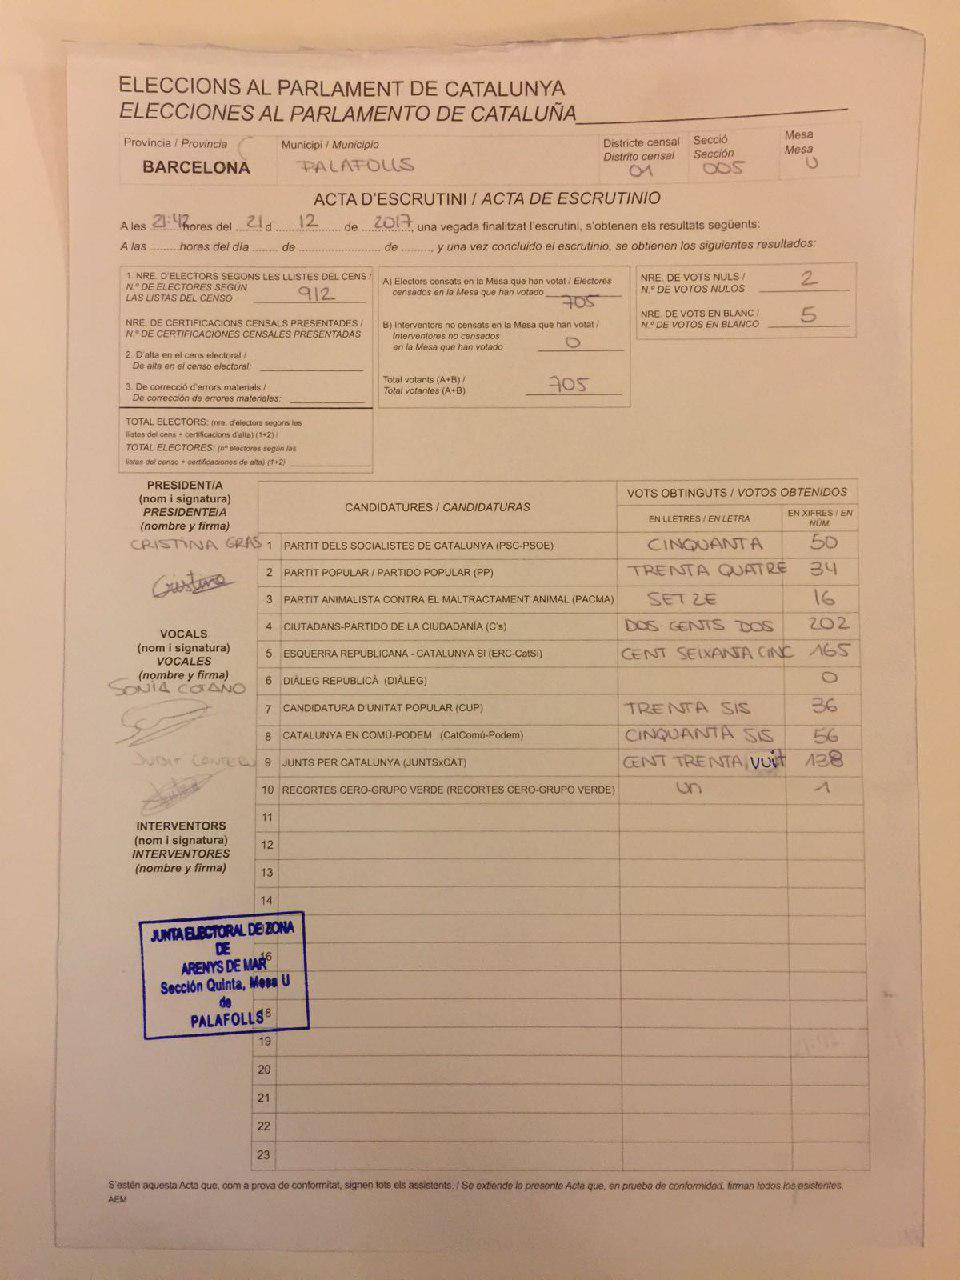 ELECCIONS AL PARLAMENT DE CATALUNYA
ELECCIONES AL PARLAMENTO DE CATALUÑA
Provincia / Provincia
BARCELONA
Municipi / Municipio
PALAFOLLS
Districte censal
Distrito censal
01
Secció
Sección
005
Mesa
Mesa
U
ACTA D'ESCRUTINI / ACTA DE ESCRUTINIO
A les 21:42 hores del 21 d 12 de 2017, una vegada finalitzat l'escrutini, s'obtenen els resultats següents:
A las ........ hores del día ....... de .................... de ........, y una vez concluido el escrutinio, se obtienen los siguientes resultados:
1. NRE. D'ELECTORS SEGONS LES LLISTES DEL CENS /
N.º DE ELECTORES SEGÚN
LAS LISTAS DEL CENSO 912
NRE. DE CERTIFICACIONS CENSALS PRESENTADES /
N.º DE CERTIFICACIONES CENSALES PRESENTADAS
2. D'alta en el cens electoral /
De alta en el censo electoral:
3. De correcció d'errors materials /
De corrección de errores materiales:
TOTAL ELECTORS: (nre. d'electors segons les
llistes del cens + certificacions d'alta) (1+2) /
TOTAL ELECTORES: (nº electores según las
listas del censo + certificaciones de alta) (1+2)
A) Electors censats en la Mesa que han votat / Electores
censados en la Mesa que han votado 705
B) Interventors no censats en la Mesa que han votat /
Interventores no censados
en la Mesa que han votado 0
Total votants (A+B) /
Total votantes (A+B) 705
NRE. DE VOTS NULS /
N.º DE VOTOS NULOS 2
NRE. DE VOTS EN BLANC /
N.º DE VOTOS EN BLANCO 5
PRESIDENT/A
(nom i signatura)
PRESIDENTE/A
(nombre y firma)
CRISTINA GRAS
Cristina
VOCALS
(nom i signatura)
VOCALES
(nombre y firma)
SONIA
JUDIT
INTERVENTORS
(nom i signatura)
INTERVENTORES
(nombre y firma)
CANDIDATURES / CANDIDATURAS
VOTS OBTINGUTS / VOTOS OBTENIDOS
EN LLETRES / EN LETRA
EN XIFRES / EN
NÚM.
1 PARTIT DELS SOCIALISTES DE CATALUNYA (PSC-PSOE) CINQUANTA 50
2 PARTIT POPULAR / PARTIDO POPULAR (PP) TRENTA QUATRE 34
3 PARTIT ANIMALISTA CONTRA EL MALTRACTAMENT ANIMAL (PACMA) SETZE 16
4 CIUTADANS-PARTIDO DE LA CIUDADANÍA (C's) DOS CENTS DOS 202
5 ESQUERRA REPUBLICANA - CATALUNYA SÍ (ERC-CatSí) CENT SEIXANTA CINC 165
6 DIÀLEG REPUBLICÀ (DIÀLEG) 0
7 CANDIDATURA D'UNITAT POPULAR (CUP) TRENTA SIS 36
8 CATALUNYA EN COMÚ-PODEM (CatComú-Podem) CINQUANTA SIS 56
9 JUNTS PER CATALUNYA (JUNTSxCAT) CENT TRENTA VUIT 138
10 RECORTES CERO-GRUPO VERDE (RECORTES CERO-GRUPO VERDE) UN 1
11
12
13
14
16
18
19
20
21
22
23
JUNTA ELECTORAL DE ZONA
DE
ARENYS DE MAR
Sección Quinta, Mesa U
de
PALAFOLLS
S'estén aquesta Acta que, com a prova de conformitat, signen tots els assistents. / Se extiende la presente Acta que, en prueba de conformidad, firman todos los asistentes.
AEM